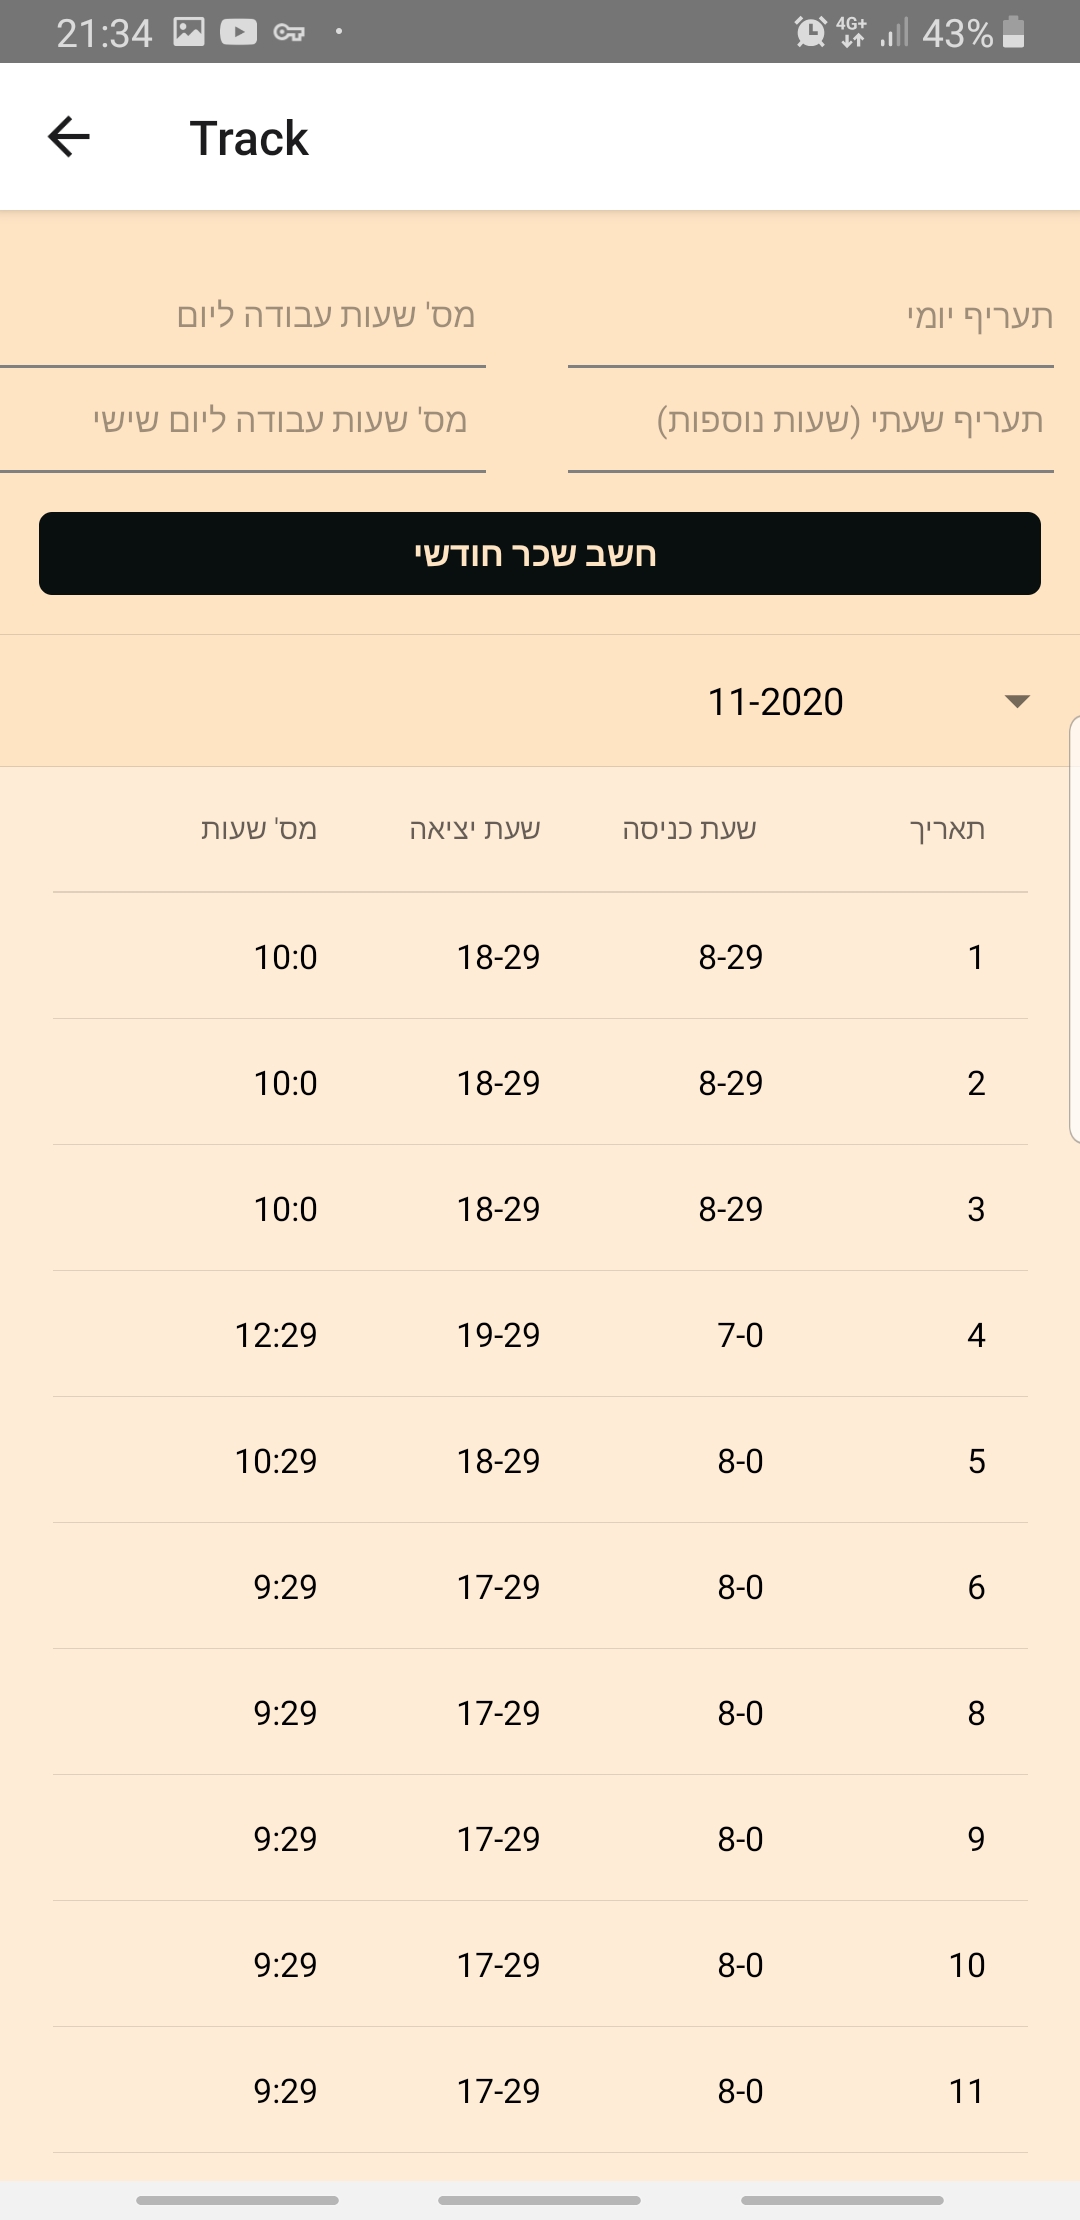 21:34 4G+ 43%
Track
תעריף יומי מס' שעות עבודה ליום
תעריף שעתי (שעות נוספות) מס' שעות עבודה ליום שישי
חשב שכר חודשי
11-2020
תאריך שעת כניסה שעת יציאה מס' שעות
1 8-29 18-29 10:0
2 8-29 18-29 10:0
3 8-29 18-29 10:0
4 7-0 19-29 12:29
5 8-0 18-29 10:29
6 8-0 17-29 9:29
8 8-0 17-29 9:29
9 8-0 17-29 9:29
10 8-0 17-29 9:29
11 8-0 17-29 9:29